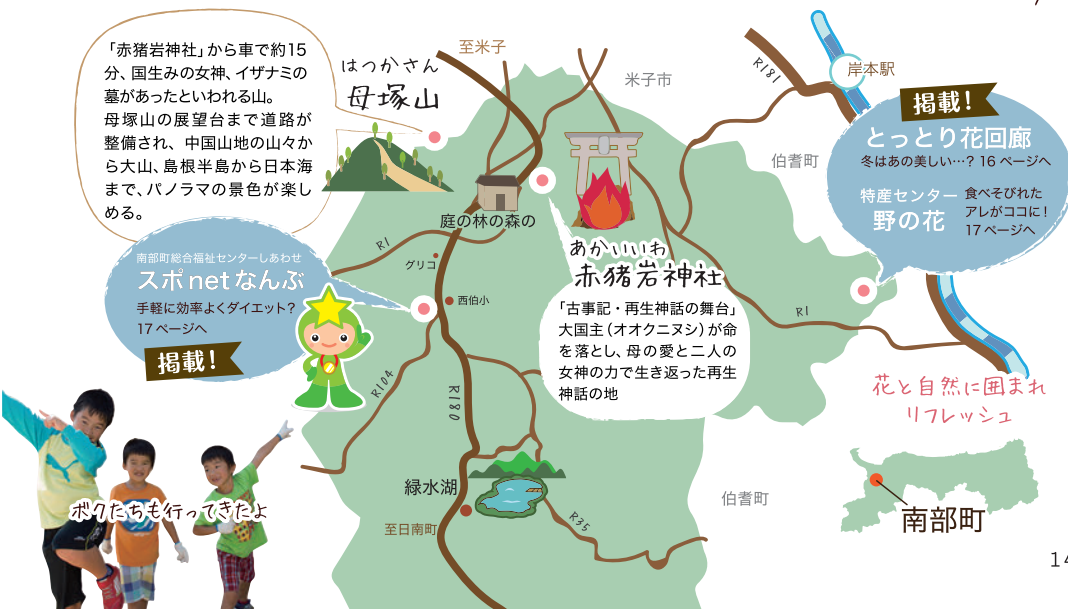 「赤猪岩神社」から車で約15
分、国生みの女神、イザナミの
墓があったといわれる山。
母塚山の展望台まで道路が
整備され、中国山地の山々か
ら大山、島根半島から日本海
まで、パノラマの景色が楽し
める。
はつかさん
母塚山
至米子
米子市
R181
岸本駅
伯耆町
掲載!
とっとり花回廊
冬はあの美しい…? 16 ページへ
特産センター
野の花
食べそびれた
アレがココに!
17ページへ
庭の林の森の
R1
グリコ
西伯小
南部町総合福祉センターしあわせ
スポnetなんぶ
手軽に効率よくダイエット?
17 ページへ
掲載!
あかいいわ
赤猪岩神社
「古事記・再生神話の舞台」
大国主(オオクニヌシ)が命
を落とし、母の愛と二人の
女神の力で生き返った再生
神話の地
R1
R104
R180
花と自然に囲まれ
リフレッシュ
緑水湖
至日南町
R35
伯耆町
南部町
ボクたちも行ってきたよ
14